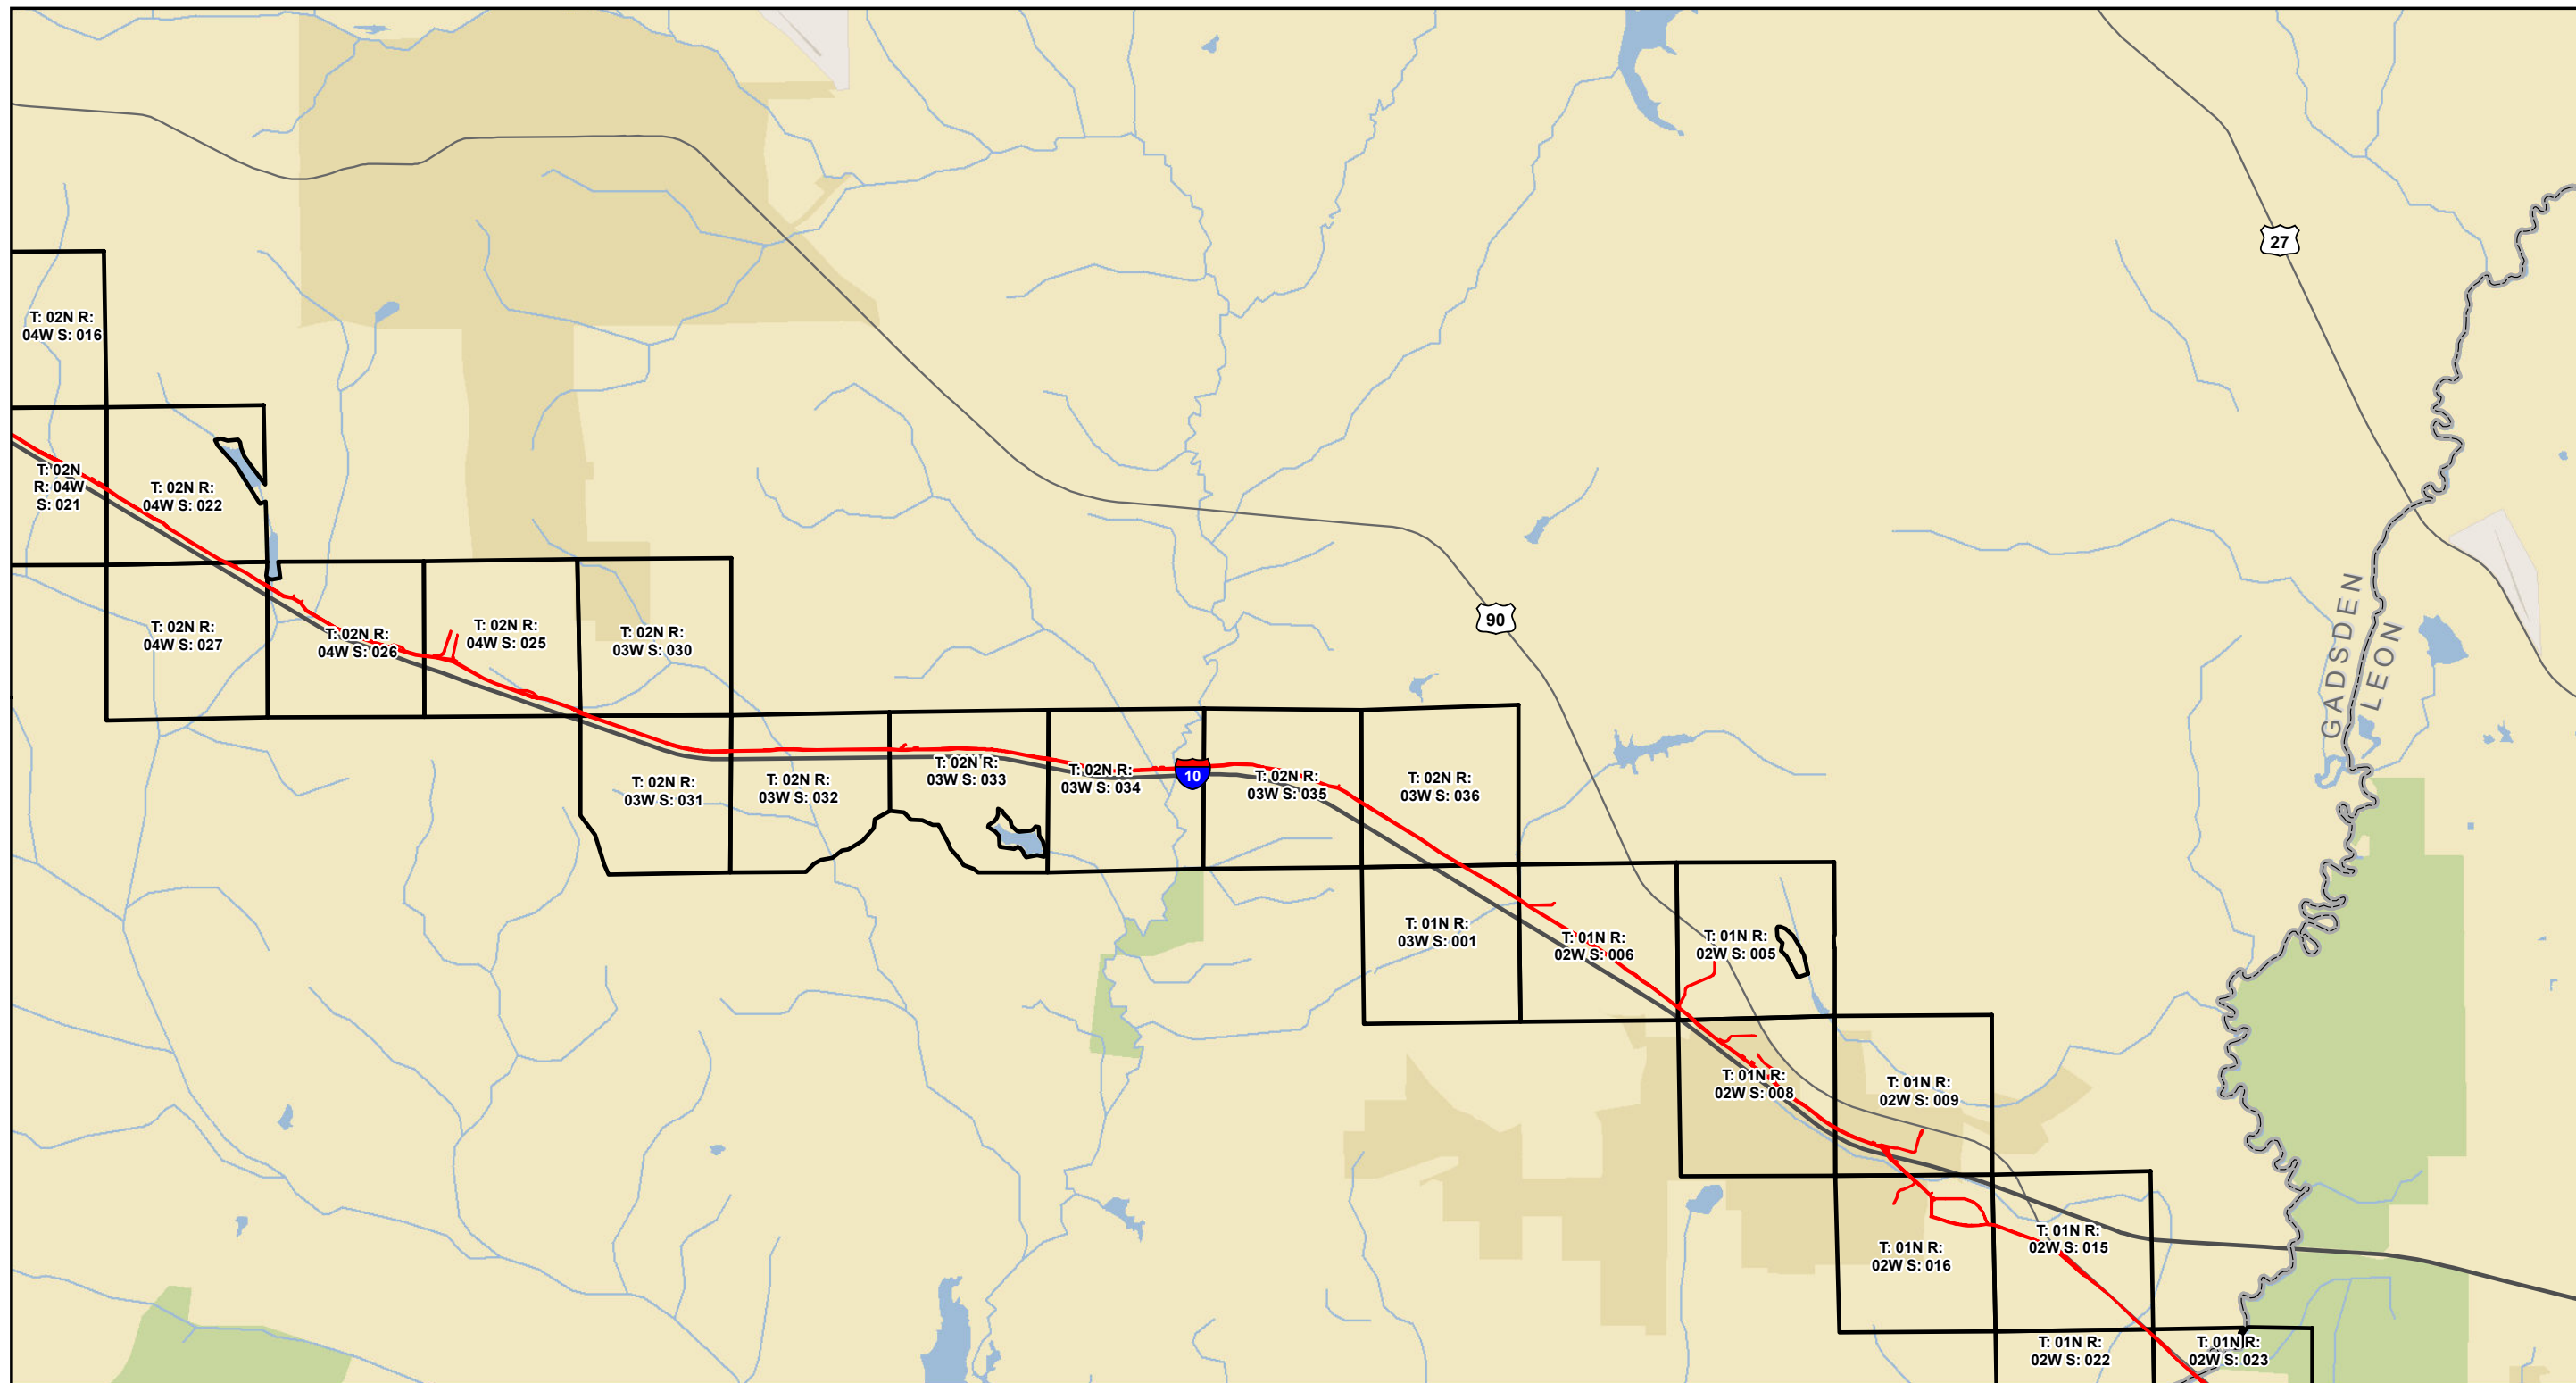 27
T: 02N R:
04W S: 016
T: 02N
R: 04W
S: 021
T: 02N R:
04W S: 022
90
GADSDEN
LEON
T: 02N R:
04W S: 027
T: 02N R:
04W S: 026
T: 02N R:
04W S: 025
T: 02N R:
03W S: 030
T: 02N R:
03W S: 031
T: 02N R:
03W S: 032
T: 02N R:
03W S: 033
T: 02N R:
03W S: 034
10
T: 02N R:
03W S: 035
T: 02N R:
03W S: 036
T: 01N R:
03W S: 001
T: 01N R:
02W S: 006
T: 01N R:
02W S: 005
T: 01N R:
02W S: 008
T: 01N R:
02W S: 009
T: 01N R:
02W S: 016
T: 01N R:
02W S: 015
T: 01N R:
02W S: 022
T: 01N R:
02W S: 023